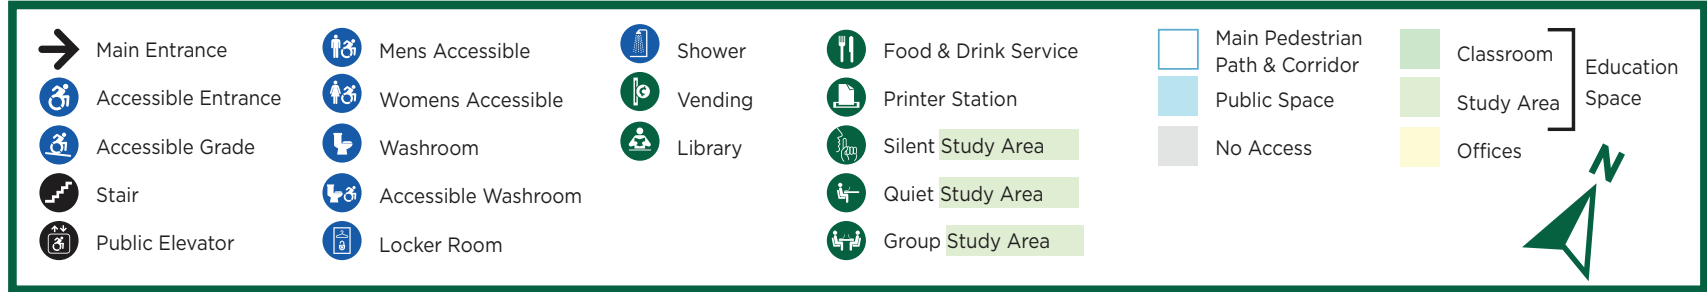 Main Entrance
Accessible Entrance
Accessible Grade
Stair
Public Elevator
Mens Accessible
Womens Accessible
Washroom
Accessible Washroom
Locker Room
Shower
Vending
Library
Food & Drink Service
Printer Station
Silent Study Area
Quiet Study Area
Group Study Area
Main Pedestrian
Path & Corridor
Public Space
No Access
Classroom
Study Area
Offices
Education
Space
N